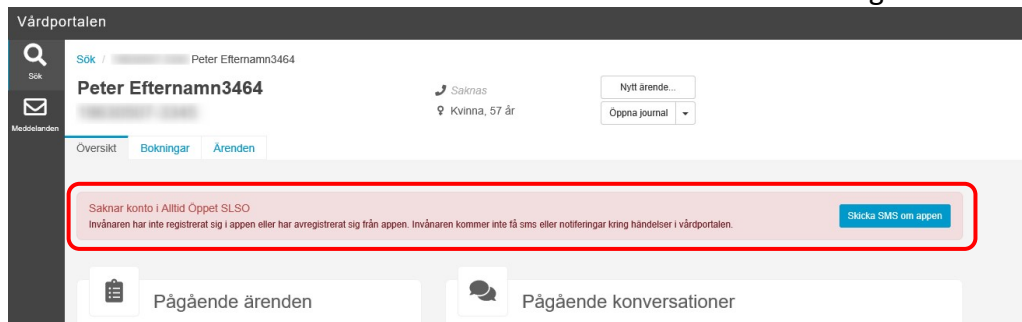 Vårdportalen
Sök
Meddelanden
Sök / Peter Efternamn3464
Peter Efternamn3464
Saknas
Kvinna, 57 år
Nytt ärende...
Öppna journal
Översikt Bokningar Ärenden
Saknar konto i Alltid Öppet SLSO
Invånaren har inte registrerat sig i appen eller har avregistrerat sig från appen. Invånaren kommer inte få sms eller notifieringar kring händelser i vårdportalen.
Skicka SMS om appen
Pågående ärenden
Pågående konversationer